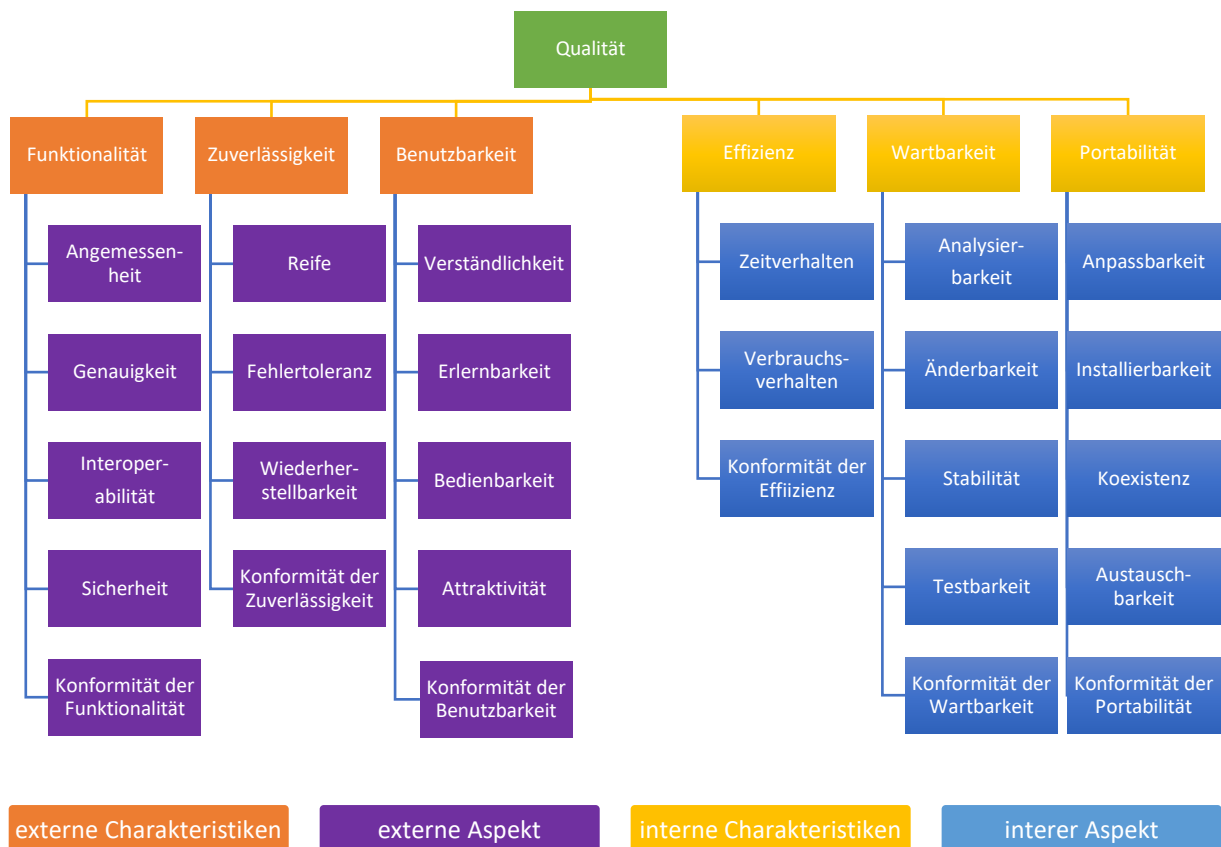 Qualität
Funktionalität
Zuverlässigkeit
Benutzbarkeit
Effizienz
Wartbarkeit
Portabilität
Angemessen-
heit
Genauigkeit
Interoper-
abilität
Sicherheit
Konformität der
Funktionalität
Reife
Fehlertoleranz
Wiederher-
stellbarkeit
Konformität der
Zuverlässigkeit
Verständlichkeit
Erlernbarkeit
Bedienbarkeit
Attraktivität
Konformität der
Benutzbarkeit
Zeitverhalten
Verbrauchs-
verhalten
Konformität der
Effiizienz
Analysier-
barkeit
Änderbarkeit
Stabilität
Testbarkeit
Konformität der
Wartbarkeit
Anpassbarkeit
Installierbarkeit
Koexistenz
Austausch-
barkeit
Konformität der
Portabilität
externe Charakteristiken
externe Aspekt
interne Charakteristiken
interer Aspekt